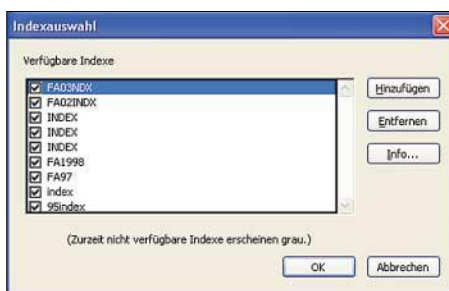 Indexauswahl
Verfügbare Indexe
FA03NDX
FA02INDX
INDEX
INDEX
INDEX
FA1998
FA97
index
95index
Hinzufügen
Entfernen
Info...
(Zurzeit nicht verfügbare Indexe erscheinen grau.)
OK
Abbrechen